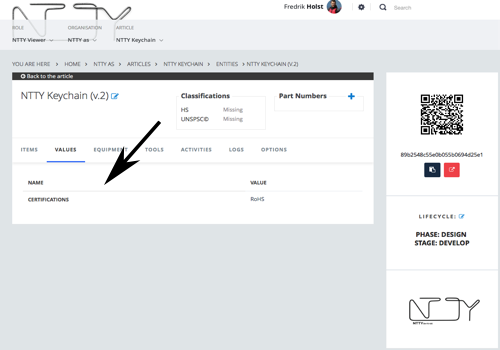 Fredrik Holst
Search
ROLE ORGANISATION ARTICLE
NTTY Viewer NTTY as NTTY Keychain
YOU ARE HERE > HOME > NTTY AS > ARTICLES > NTTY KEYCHAIN > ENTITIES > NTTY KEYCHAIN (V.2)
Back to the article
NTTY Keychain (v.2)
Classifications
HS Missing
UNSPSC© Missing
Part Numbers
ITEMS VALUES EQUIPMENT TOOLS ACTIVITIES LOGS OPTIONS
NAME VALUE
CERTIFICATIONS RoHS
89b2548c55e0b055b0694d25e1
LIFECYCLE:
PHASE: DESIGN
STAGE: DEVELOP
NTTY